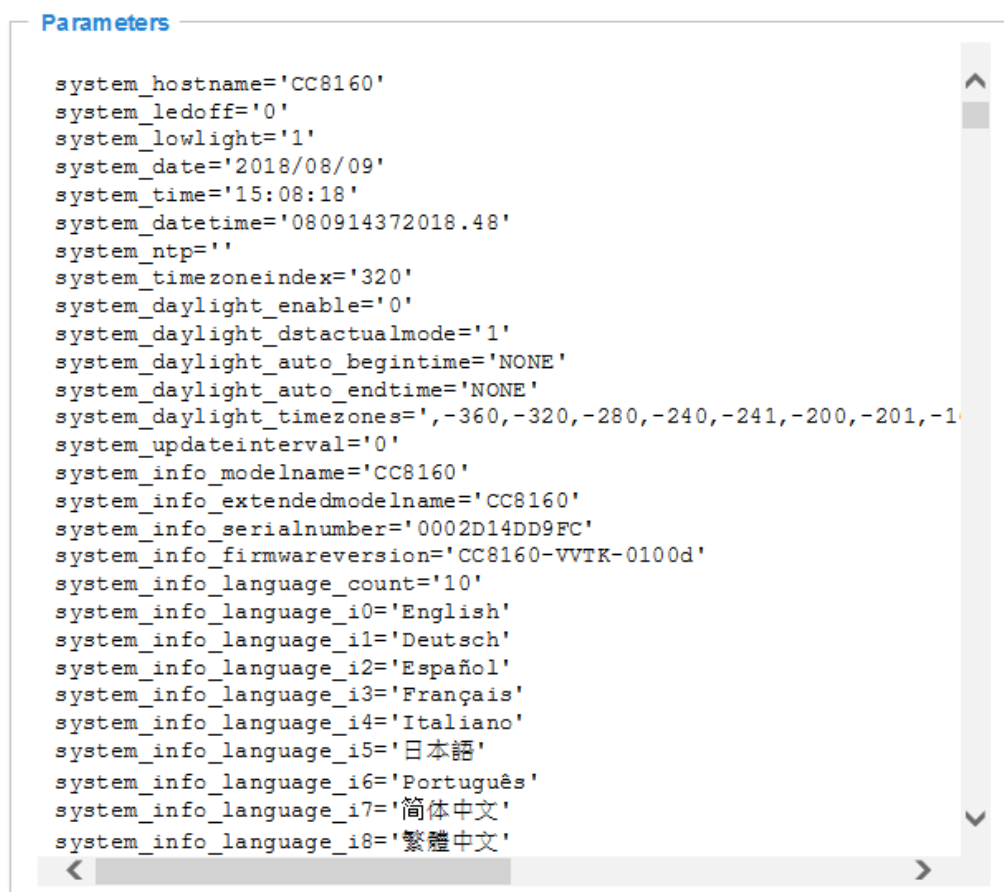 Parameters
system_hostname='CC8160'
system_ledoff='0'
system_lowlight='1'
system_date='2018/08/09'
system_time='15:08:18'
system_datetime='080914372018.48'
system_ntp=''
system_timezoneindex='320'
system_daylight_enable='0'
system_daylight_dstactualmode='1'
system_daylight_auto_begintime='NONE'
system_daylight_auto_endtime='NONE'
system_daylight_timezones=',-360,-320,-280,-240,-241,-200,-201,-1
system_updateinterval='0'
system_info_modelname='CC8160'
system_info_extendedmodelname='CC8160'
system_info_serialnumber='0002D14DD9FC'
system_info_firmwareversion='CC8160-VVTK-0100d'
system_info_language_count='10'
system_info_language_i0='English'
system_info_language_i1='Deutsch'
system_info_language_i2='Español'
system_info_language_i3='Français'
system_info_language_i4='Italiano'
system_info_language_i5='日本語'
system_info_language_i6='Português'
system_info_language_i7='简体中文'
system_info_language_i8='繁體中文'